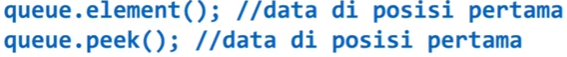 queue.element(); //data di posisi pertama
queue.peek(); //data di posisi pertama